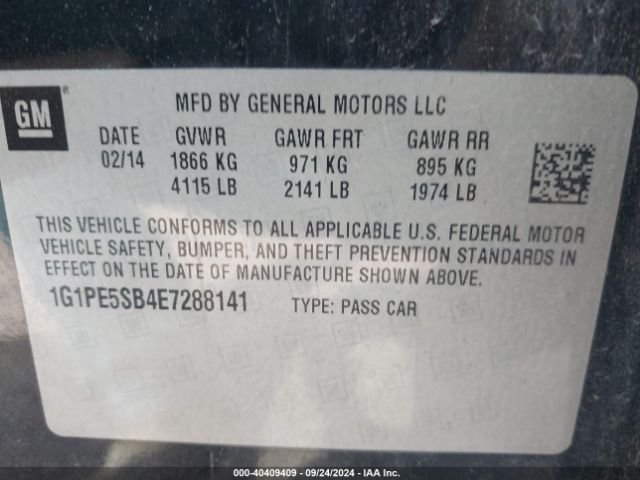 GM
MFD BY GENERAL MOTORS LLC
DATE GVWR GAWR FRT GAWR RR
02/14 1866 KG 971 KG 895 KG
4115 LB 2141 LB 1974 LB
THIS VEHICLE CONFORMS TO ALL APPLICABLE U.S. FEDERAL MOTOR
VEHICLE SAFETY, BUMPER, AND THEFT PREVENTION STANDARDS IN
EFFECT ON THE DATE OF MANUFACTURE SHOWN ABOVE.
1G1PE5SB4E7288141 TYPE: PASS CAR
000-40409409 - 09/24/2024 - IAA Inc.